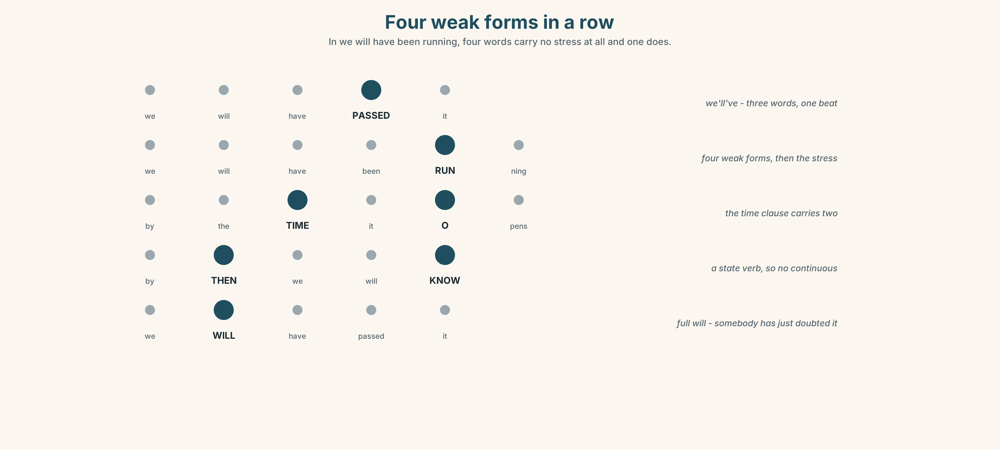 Four weak forms in a row
In we will have been running, four words carry no stress at all and one does.
we will have PASSED it
we'll've - three words, one beat
we will have been RUN ning
four weak forms, then the stress
by the TIME it O pens
the time clause carries two
by THEN we will KNOW
a state verb, so no continuous
we WILL have passed it
full will - somebody has just doubted it